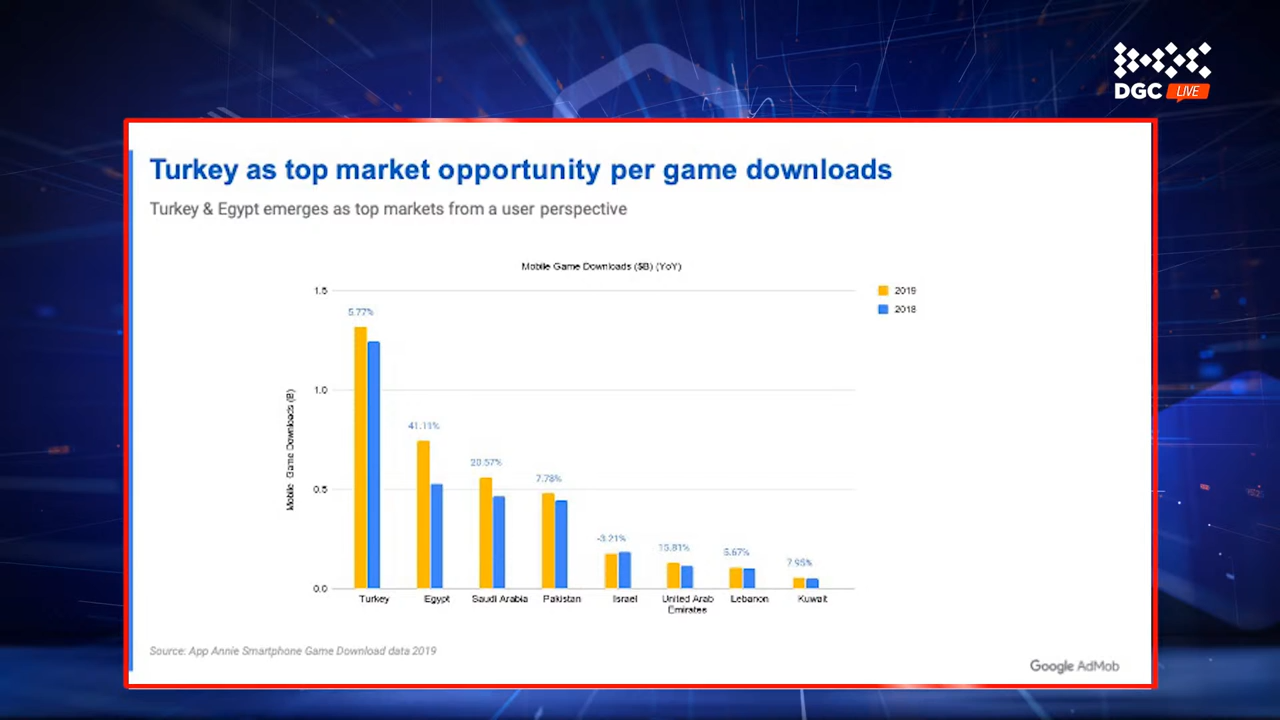 DGC LIVE
Turkey as top market opportunity per game downloads
Turkey & Egypt emerges as top markets from a user perspective
Mobile Game Downloads ($B) (YoY)
2019
2018
Mobile Game Downloads (B)
1.5
1.0
0.5
0.0
5.77%
41.11%
20.57%
7.78%
-3.21%
15.81%
5.67%
7.95%
Turkey
Egypt
Saudi Arabia
Pakistan
Israel
United Arab
Emirates
Lebanon
Kuwait
Source: App Annie Smartphone Game Download data 2019
Google AdMob